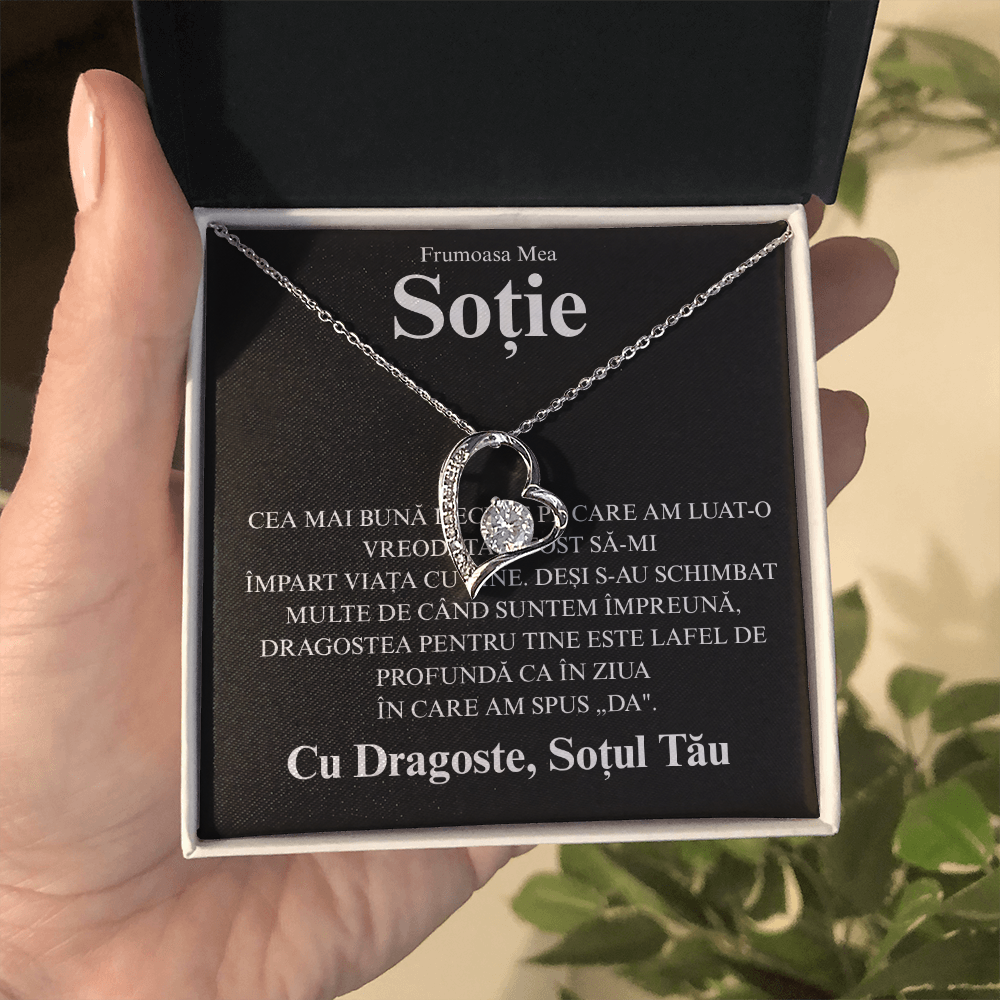 Frumoasa Mea
Soție
CEA MAI BUNĂ PE CARE AM LUAT-O
SĂ-MI
ÎMPART VIAȚA CU DEȘI S-AU SCHIMBAT
MULTE DE CÂND SUNTEM ÎMPREUNĂ,
DRAGOSTEA PENTRU TINE ESTE LAFEL DE
PROFUNDĂ CA ÎN ZIUA
ÎN CARE AM SPUS „DA".
Cu Dragoste, Soțul Tău